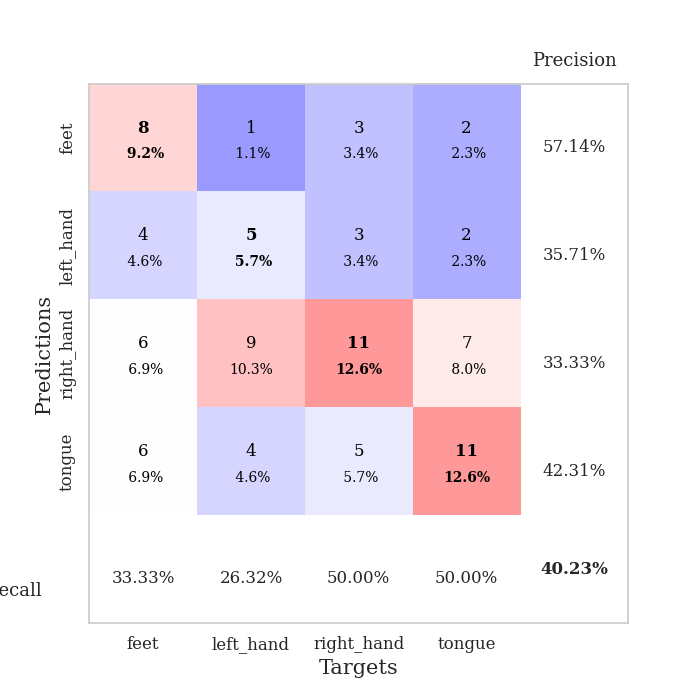 Precision
feet
8 1 3 2
9.2% 1.1% 3.4% 2.3%
57.14%
left_hand
4 5 3 2
4.6% 5.7% 3.4% 2.3%
35.71%
Predictions
right_hand
6 9 11 7
6.9% 10.3% 12.6% 8.0%
33.33%
tongue
6 4 5 11
6.9% 4.6% 5.7% 12.6%
42.31%
ecall
33.33% 26.32% 50.00% 50.00% 40.23%
feet left_hand right_hand tongue
Targets